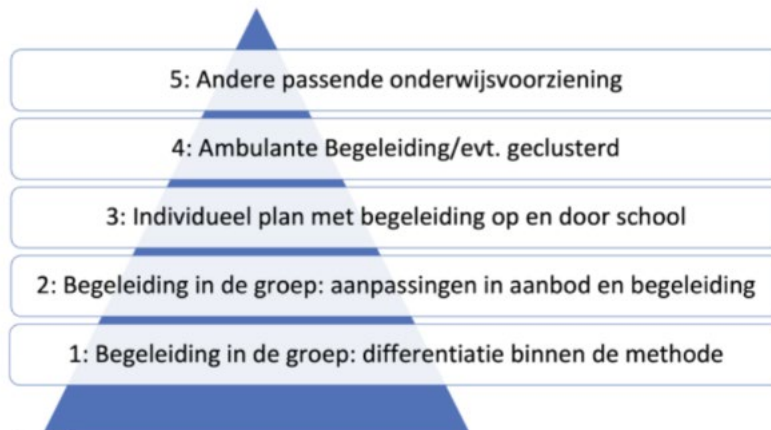 5: Andere passende onderwijsvoorziening
4: Ambulante Begeleiding/evt. geclusterd
3: Individueel plan met begeleiding op en door school
2: Begeleiding in de groep: aanpassingen in aanbod en begeleiding
1: Begeleiding in de groep: differentiatie binnen de methode